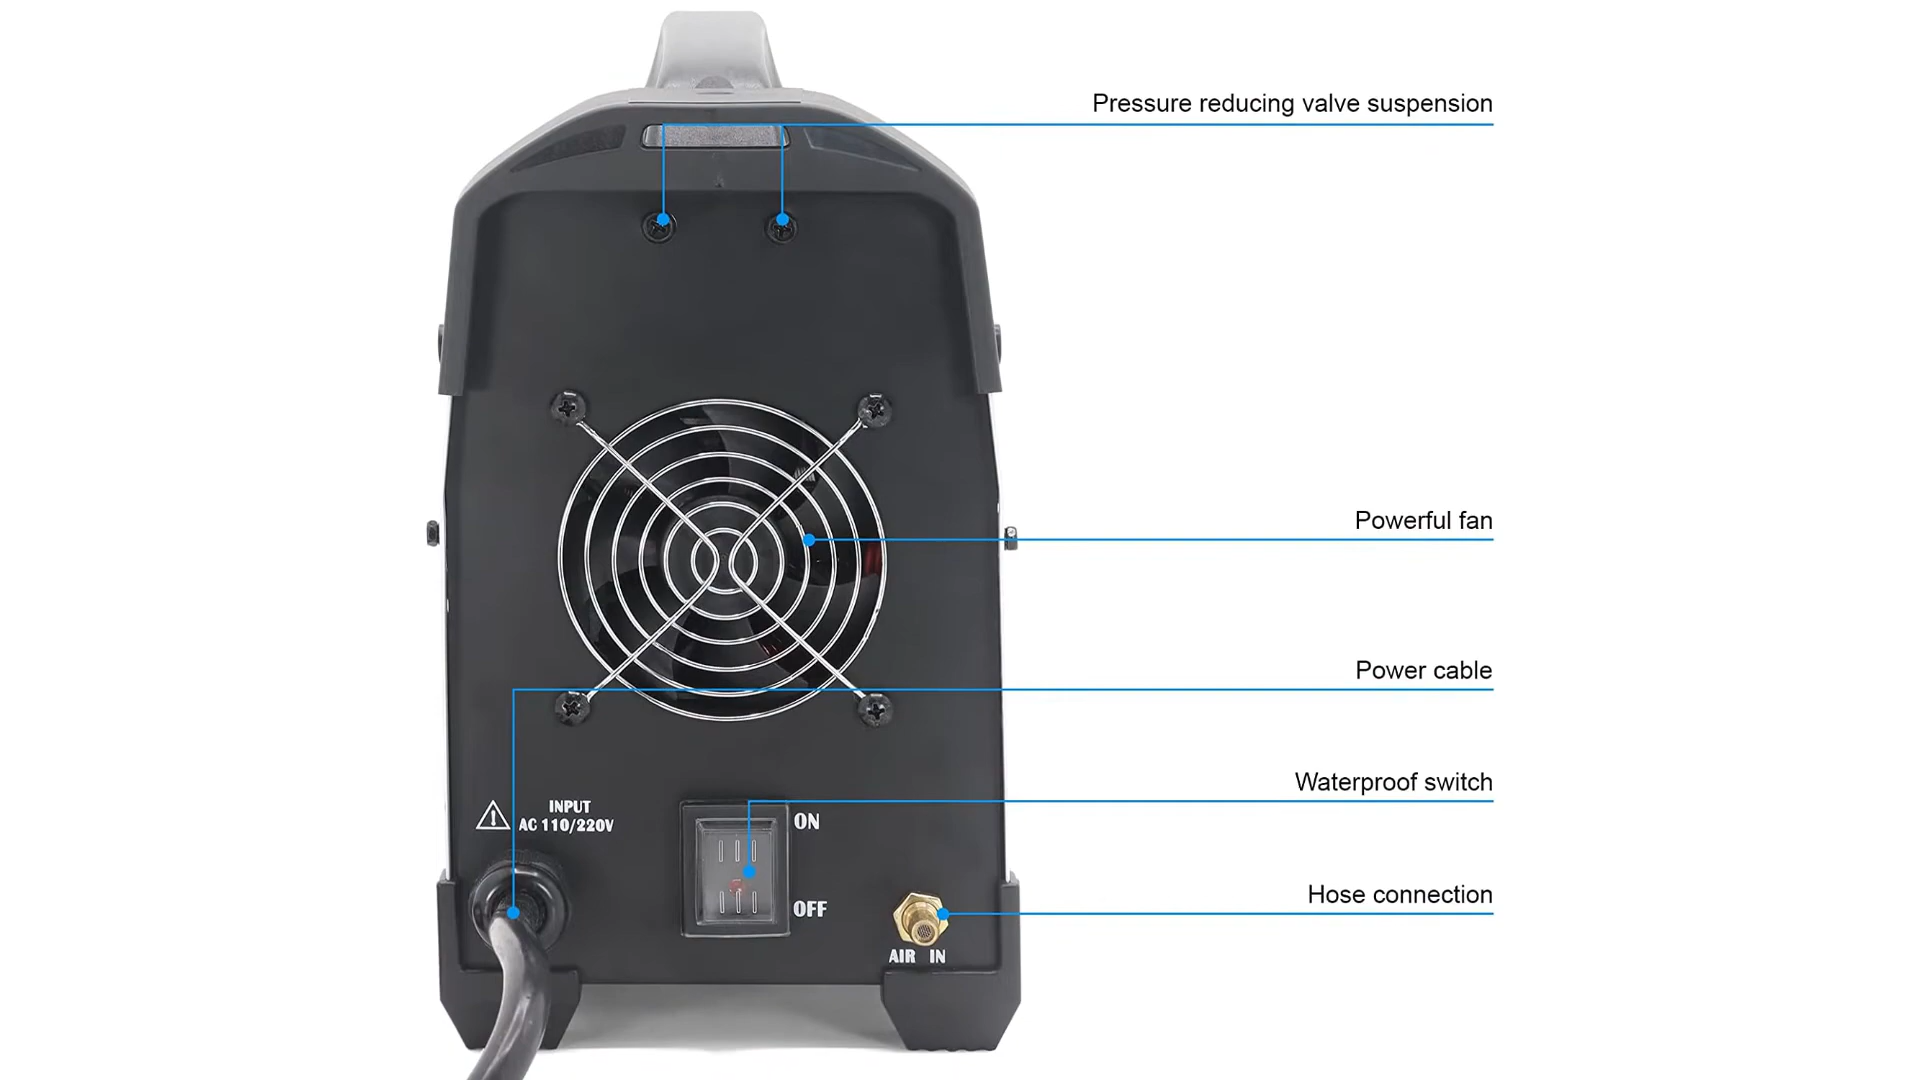 Pressure reducing valve suspension
Powerful fan
Power cable
Waterproof switch
INPUT
AC 110/220V
ON
OFF
Hose connection
AIR IN